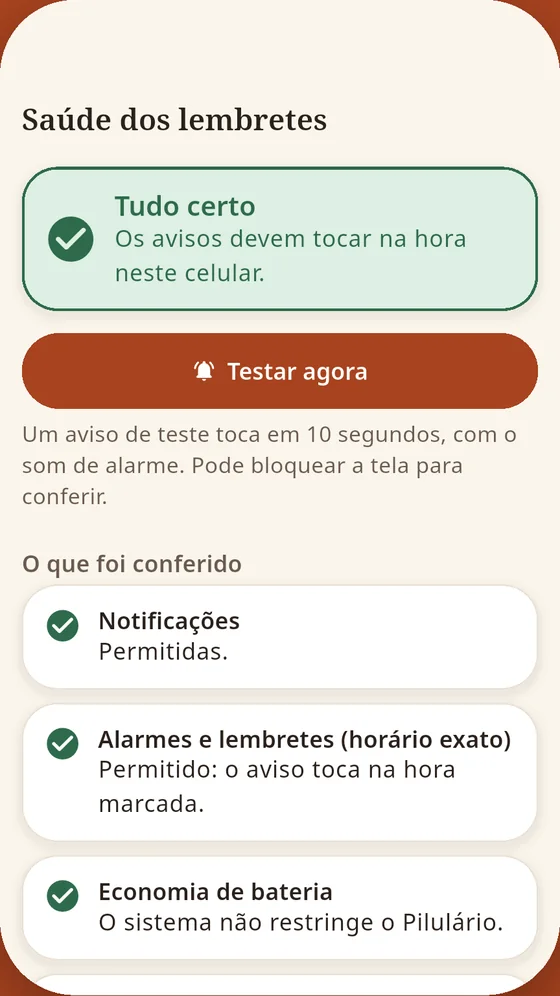 Saúde dos lembretes
Tudo certo
Os avisos devem tocar na hora
neste celular.
Testar agora
Um aviso de teste toca em 10 segundos, com o
som de alarme. Pode bloquear a tela para
conferir.
O que foi conferido
Notificações
Permitidas.
Alarmes e lembretes (horário exato)
Permitido: o aviso toca na hora
marcada.
Economia de bateria
O sistema não restringe o Pilulário.